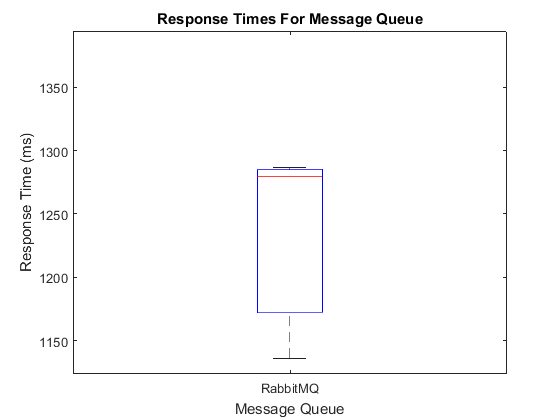 Response Times For Message Queue
Response Time (ms)
1350
1300
1250
1200
1150
RabbitMQ
Message Queue